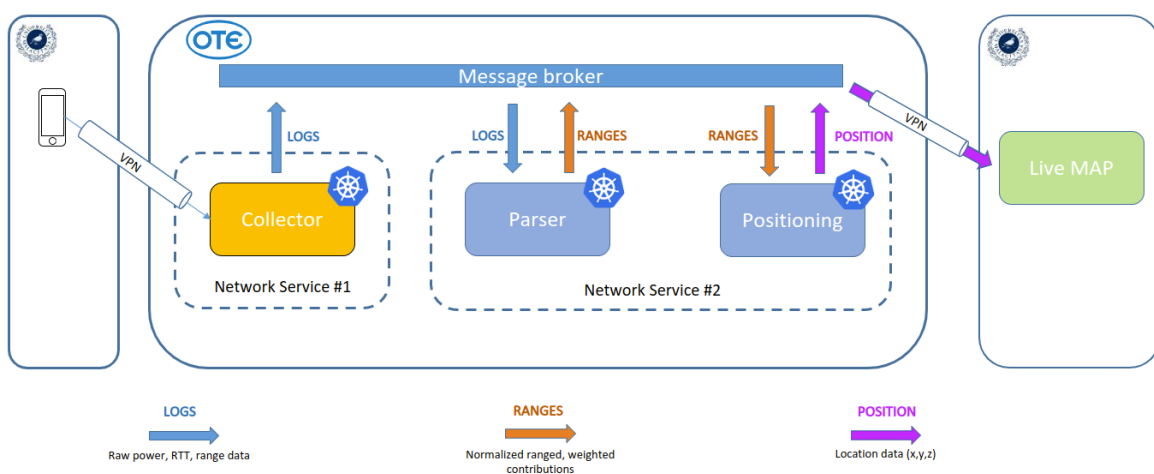 OTE
Message broker
LOGS
LOGS
RANGES
RANGES
POSITION
VPN
VPN
Collector
Parser
Positioning
Live MAP
Network Service #1
Network Service #2
LOGS
Raw power, RTT, range data
RANGES
Normalized ranged, weighted
contributions
POSITION
Location data (x,y,z)